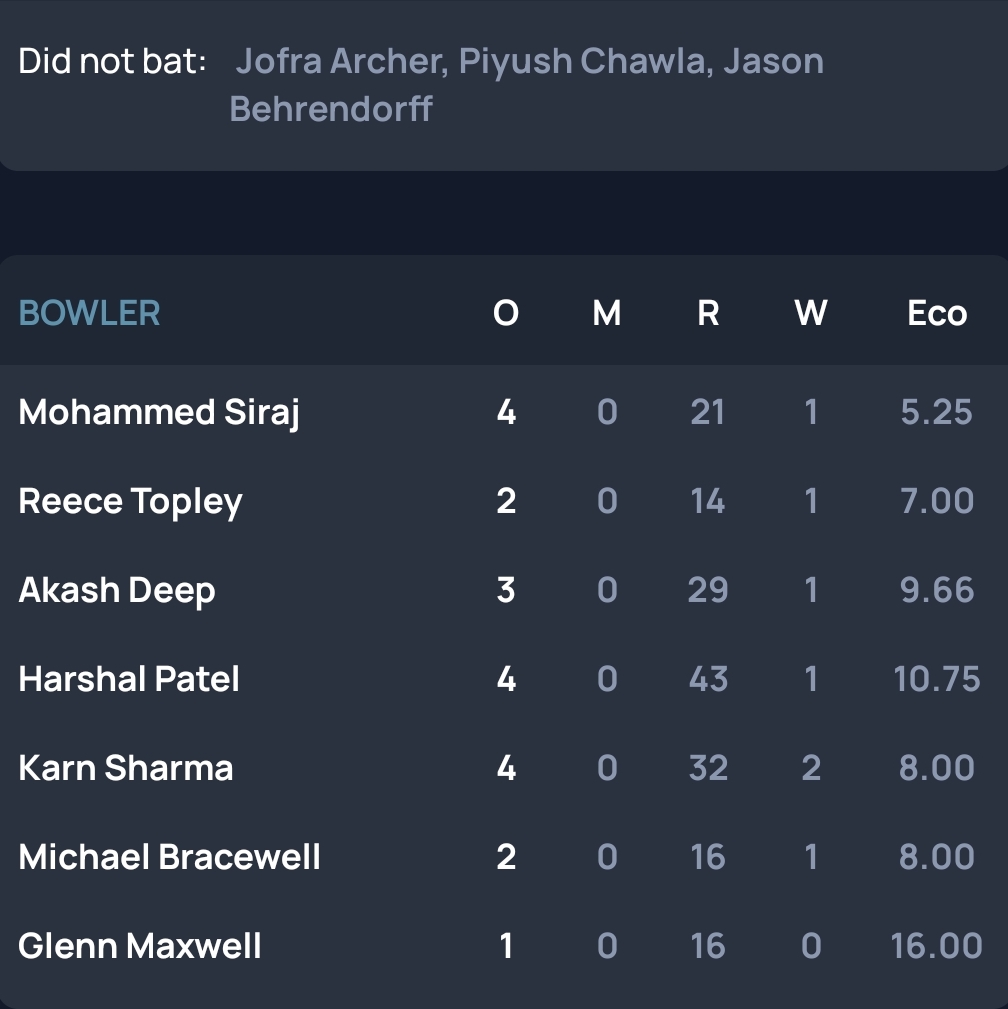 Did not bat: Jofra Archer, Piyush Chawla, Jason
Behrendorff
BOWLER O M R W Eco
Mohammed Siraj 4 0 21 1 5.25
Reece Topley 2 0 14 1 7.00
Akash Deep 3 0 29 1 9.66
Harshal Patel 4 0 43 1 10.75
Karn Sharma 4 0 32 2 8.00
Michael Bracewell 2 0 16 1 8.00
Glenn Maxwell 1 0 16 0 16.00